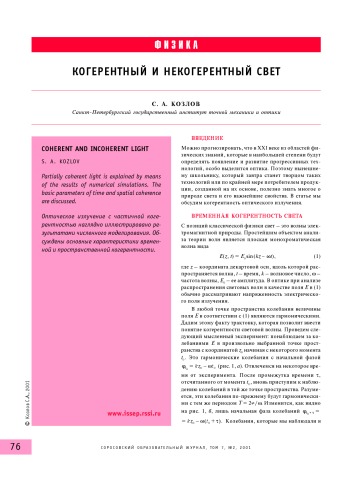 ФИЗИКА
КОГЕРЕНТНЫЙ И НЕКОГЕРЕНТНЫЙ СВЕТ
С. А. КОЗЛОВ
Санкт-Петербургский государственный институт точной механики и оптики
COHERENT AND INCOHERENT LIGHT
S. A. KOZLOV
Partially coherent light is explained by means
of the results of numerical simulations. The
basic parameters of time and spatial coherence
are discussed.
Оптическое излучение с частичной коге-
рентностью наглядно иллюстрировано ре-
зультатами численного моделирования. Об-
суждены основные характеристики времен-
ной и пространственной когерентности.
www.issep.rssi.ru
© Козлов С.А., 2001
ВВЕДЕНИЕ
Можно прогнозировать, что в XXI веке из областей фи-
зических знаний, которые в наибольшей степени будут
определять появление и развитие прогрессивных тех-
нологий, особо выделится оптика. Поэтому нынешне-
му школьнику, который завтра станет творцом таких
технологий или по крайней мере потребителем продук-
ции, созданной на их основе, полезно знать многое о
природе света и его важнейшие свойства. В статье мы
обсудим когерентность оптического излучения.
ВРЕМЕННАЯ КОГЕРЕНТНОСТЬ СВЕТА
С позиций классической физики свет – это волны элек-
тромагнитной природы. Простейшим объектом анали-
за теории волн является плоская монохроматическая
волна вида
E(z, t) = E₀ sin(kz – ωt), (1)
где z – координата декартовой оси, вдоль которой рас-
пространяется волна, t – время, k – волновое число, ω –
частота волны, E₀ – ее амплитуда. В оптике при анализе
распространения световых волн в качестве поля E в (1)
обычно рассматривают напряженность электрическо-
го поля излучения.
В любой точке пространства колебания величины
поля E в соответствии с (1) являются гармоническими.
Дадим этому факту трактовку, которая позволит ввести
понятие когерентности световой волны. Проведем сле-
дующий мысленный эксперимент: понаблюдаем за ко-
лебаниями E в произвольно выбранной точке прост-
ранства с координатой z₀ начиная с некоторого момента
t₀. Это гармонические колебания с начальной фазой
φ = kz₀ – ωt₀ (рис. 1, а). Отвлечемся на некоторое вре-
мя от эксперимента. После промежутка времени τ,
отсчитанного от момента t₀, вновь приступим к наблю-
дению колебаний в той же точке пространства. Разуме-
ется, эти колебания по-прежнему будут гармонически-
ми с тем же периодом T = 2π/ω. Изменится, как видно
на рис. 1, б, лишь начальная фаза колебаний φ =
= kz₀ – ω(t₀ + τ). Колебания, которые мы наблюдали в
76
СОРОСОВСКИЙ ОБРАЗОВАТЕЛЬНЫЙ ЖУРНАЛ, ТОМ 7, №2, 2001